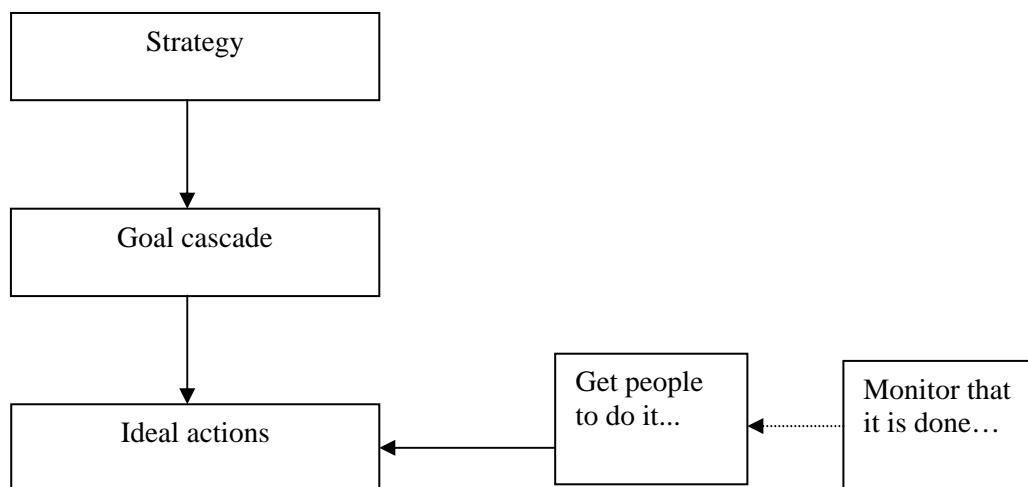 Strategy
Goal cascade
Get people
to do it...
Monitor that
it is done…
Ideal actions